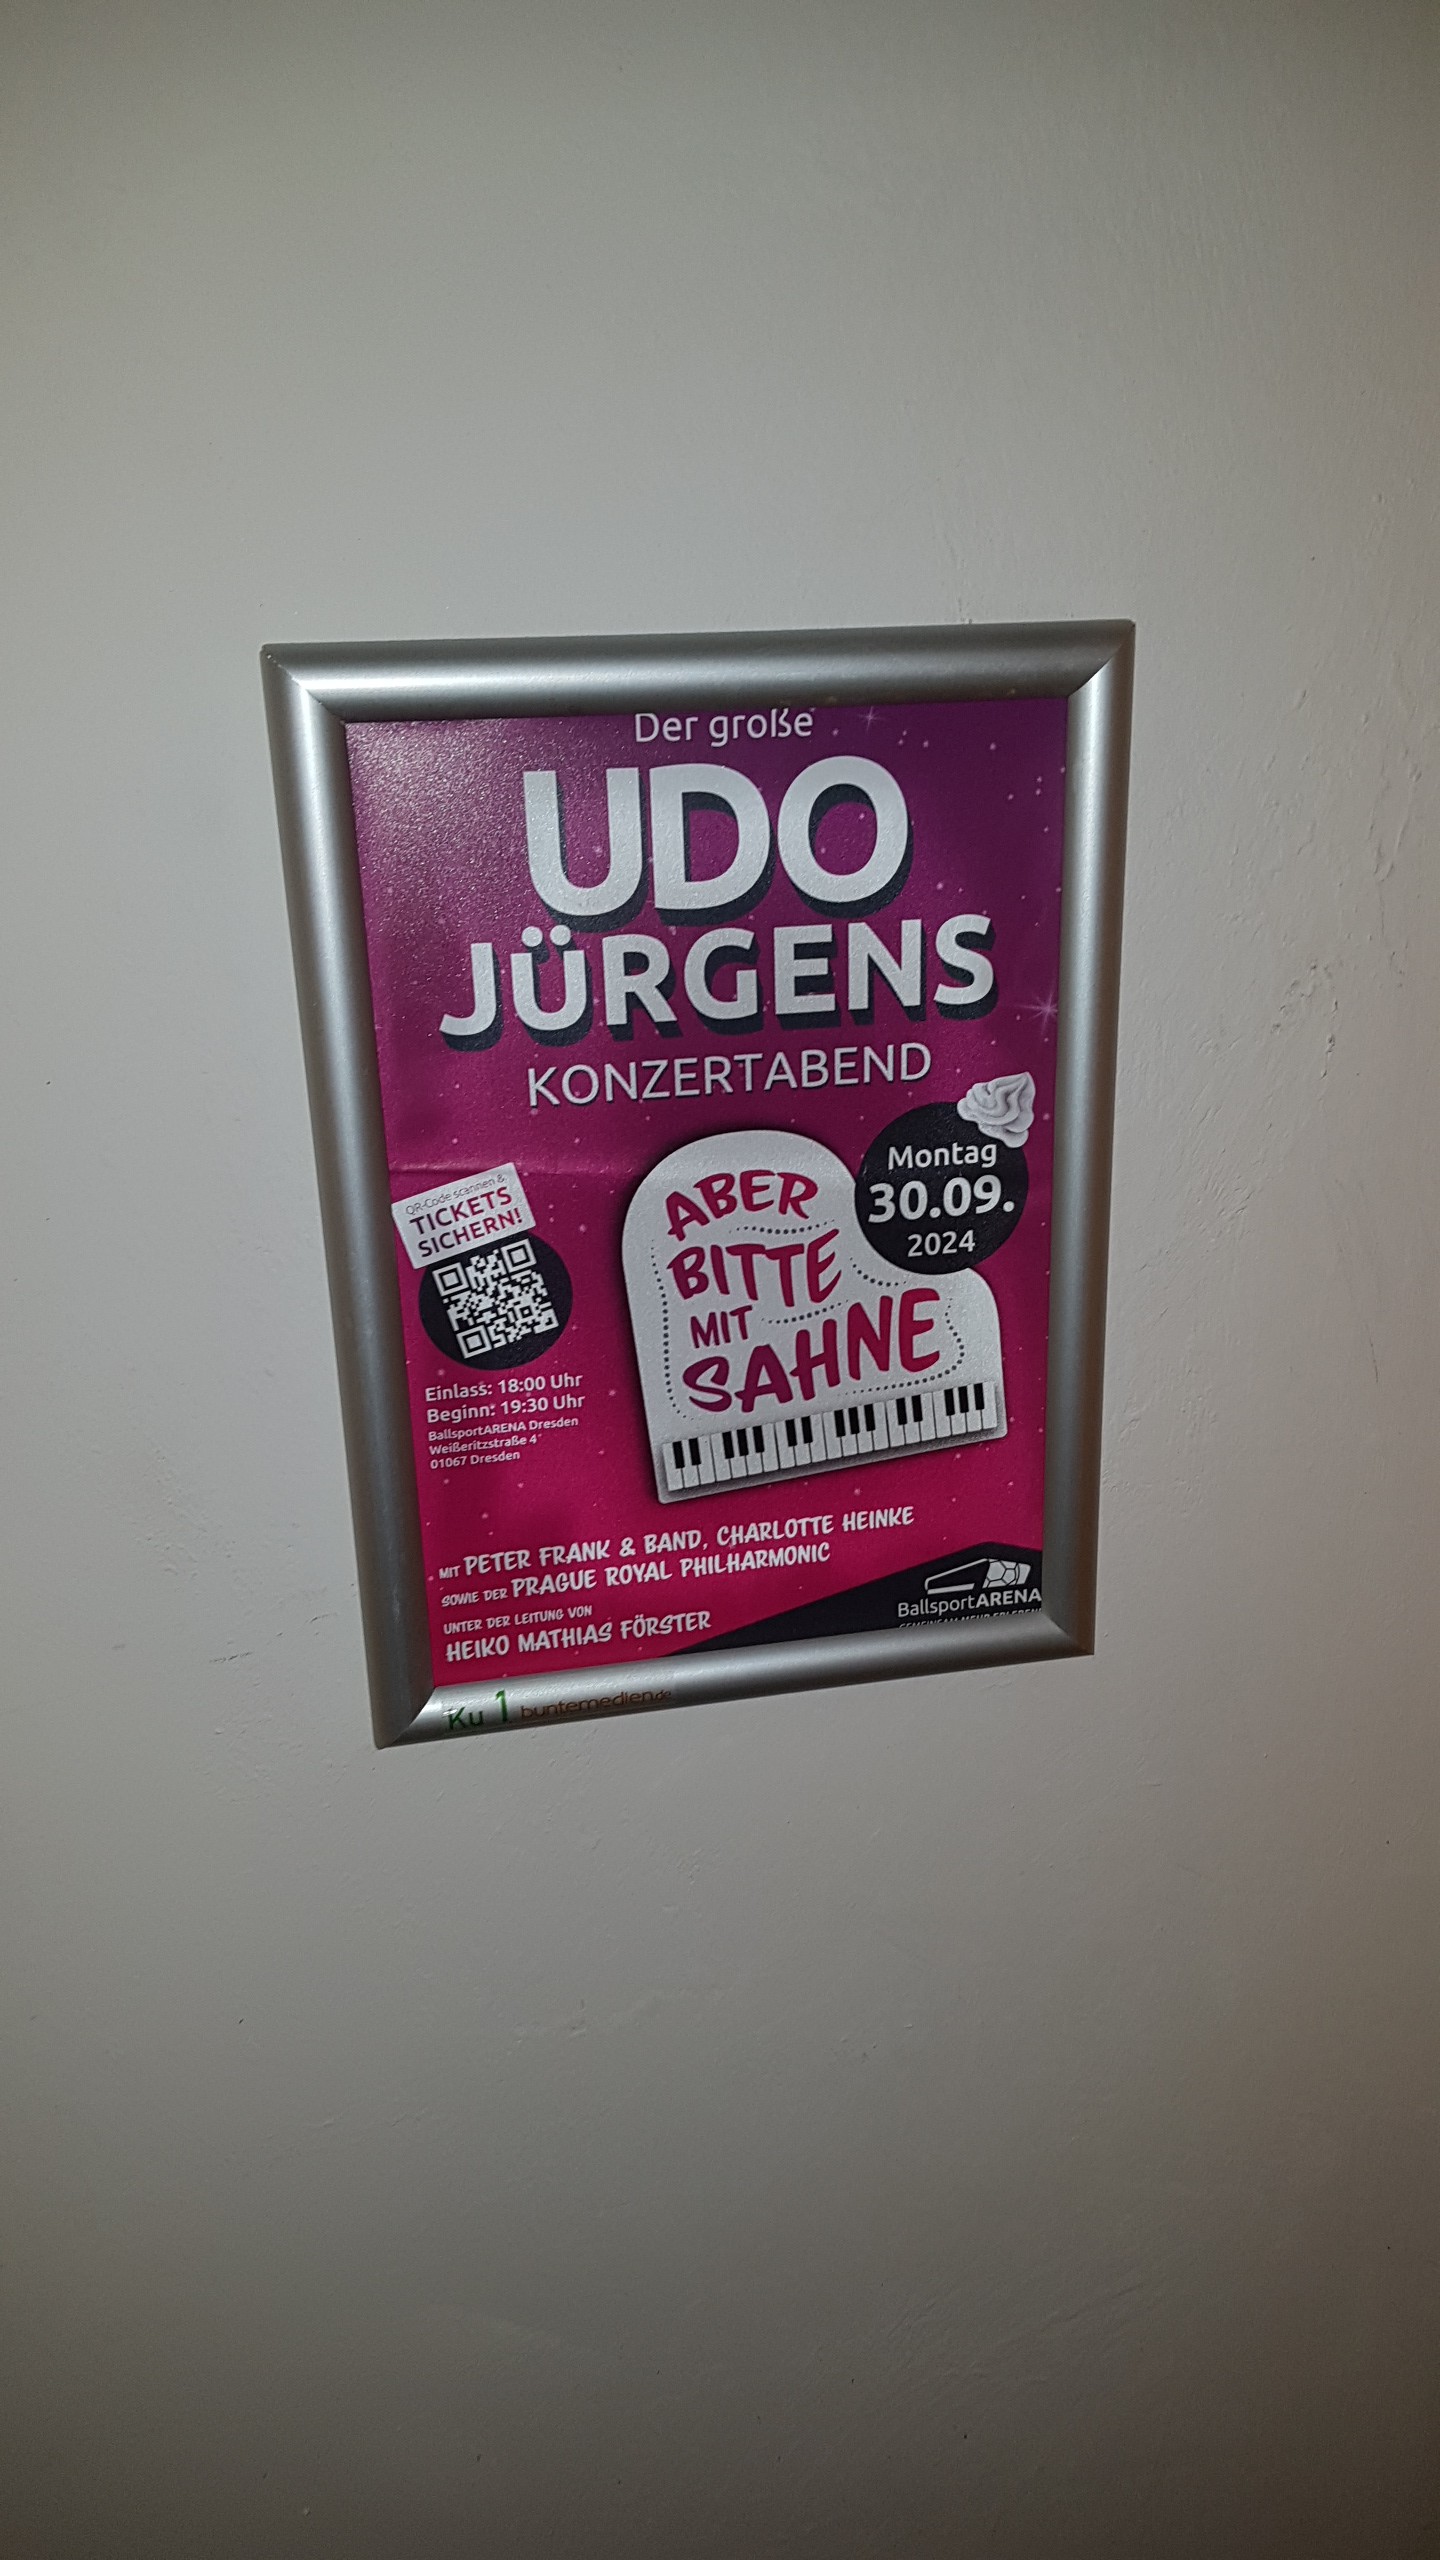 Der große
UDO
JÜRGENS
KONZERTABEND
Montag
30.09.
2024
ABER
BITTE
MIT
SAHNE
QR-Code scannen &
TICKETS
SICHERN!
Einlass: 18:00 Uhr
Beginn: 19:30 Uhr
BallsportARENA Dresden
Weißeritzstraße 4
01067 Dresden
MIT PETER FRANK & BAND, CHARLOTTE HEINKE
SOWIE DER PRAGUE ROYAL PHILHARMONIC
UNTER DER LEITUNG VON
HEIKO MATHIAS FÖRSTER
BallsportARENA
Ku 1 buntemedien.de